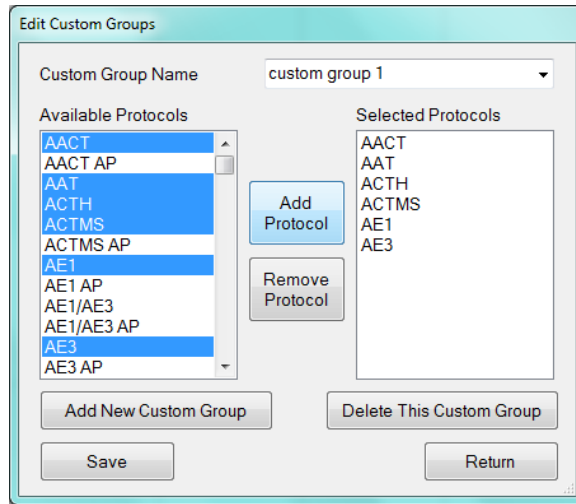 Edit Custom Groups
Custom Group Name
custom group 1
Available Protocols
AACT
AACT AP
AAT
ACTH
ACTMS
ACTMS AP
AE1
AE1 AP
AE1/AE3
AE1/AE3 AP
AE3
AE3 AP
Add
Protocol
Remove
Protocol
Selected Protocols
AACT
AAT
ACTH
ACTMS
AE1
AE3
Add New Custom Group
Delete This Custom Group
Save
Return